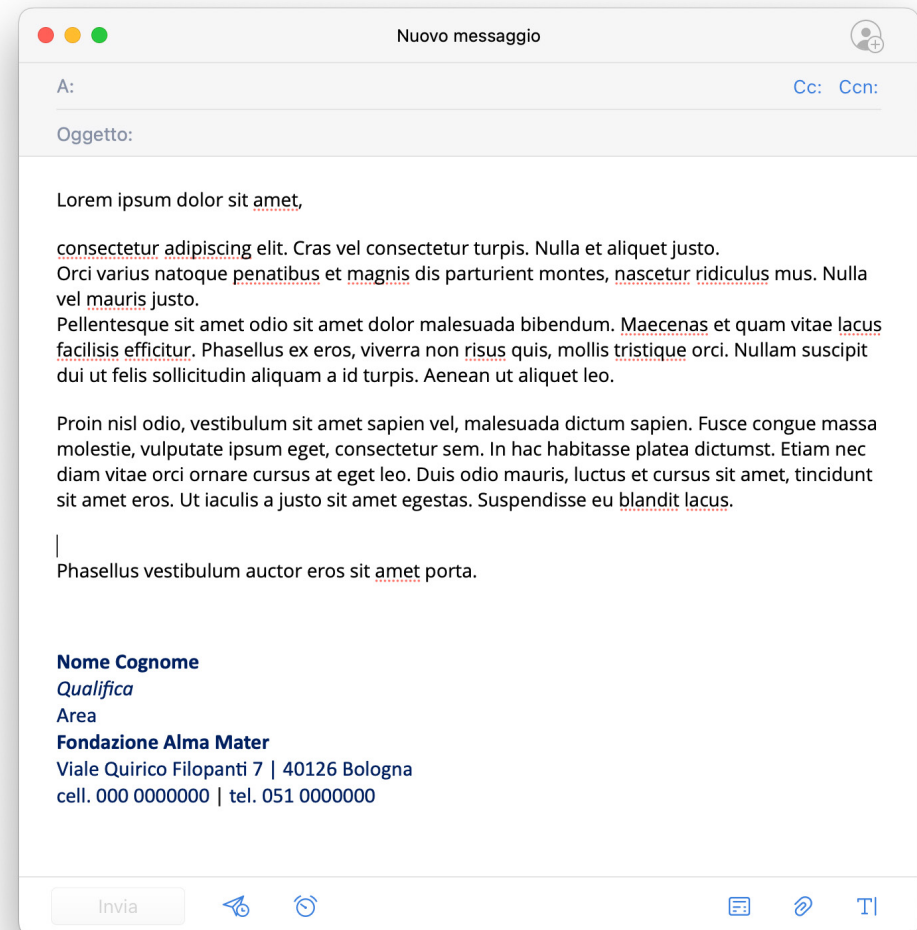 Nuovo messaggio
A:
Cc: Ccn:
Oggetto:
Lorem ipsum dolor sit amet,
consectetur adipiscing elit. Cras vel consectetur turpis. Nulla et aliquet justo.
Orci varius natoque penatibus et magnis dis parturient montes, nascetur ridiculus mus. Nulla
vel mauris justo.
Pellentesque sit amet odio sit amet dolor malesuada bibendum. Maecenas et quam vitae lacus
facilisis efficitur. Phasellus ex eros, viverra non risus quis, mollis tristique orci. Nullam suscipit
dui ut felis sollicitudin aliquam a id turpis. Aenean ut aliquet leo.
Proin nisl odio, vestibulum sit amet sapien vel, malesuada dictum sapien. Fusce congue massa
molestie, vulputate ipsum eget, consectetur sem. In hac habitasse platea dictumst. Etiam nec
diam vitae orci ornare cursus at eget leo. Duis odio mauris, luctus et cursus sit amet, tincidunt
sit amet eros. Ut iaculis a justo sit amet egestas. Suspendisse eu blandit lacus.
Phasellus vestibulum auctor eros sit amet porta.
Nome Cognome
Qualifica
Area
Fondazione Alma Mater
Viale Quirico Filopanti 7 | 40126 Bologna
cell. 000 0000000 | tel. 051 0000000
Invia